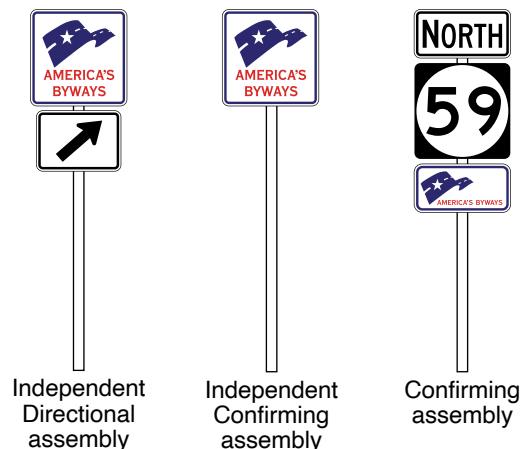 AMERICA'S
BYWAYS
Independent
Directional
assembly
AMERICA'S
BYWAYS
Independent
Confirming
assembly
NORTH
59
AMERICA'S BYWAYS
Confirming
assembly